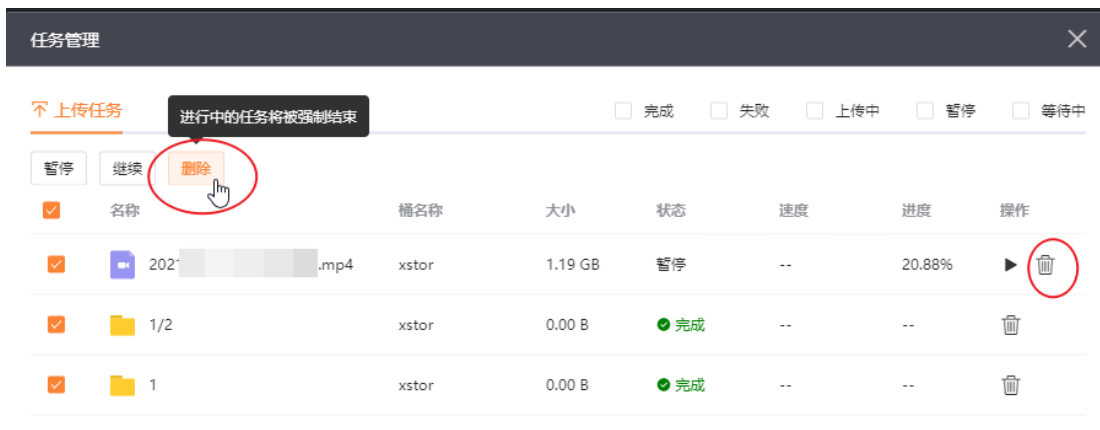 任务管理
上传任务
进行中的任务将被强制结束
完成 失败 上传中 暂停 等待中
暂停 继续 删除
名称 桶名称 大小 状态 速度 进度 操作
202 .mp4 xstor 1.19 GB 暂停 -- 20.88%
1/2 xstor 0.00 B 完成 -- --
1 xstor 0.00 B 完成 -- --